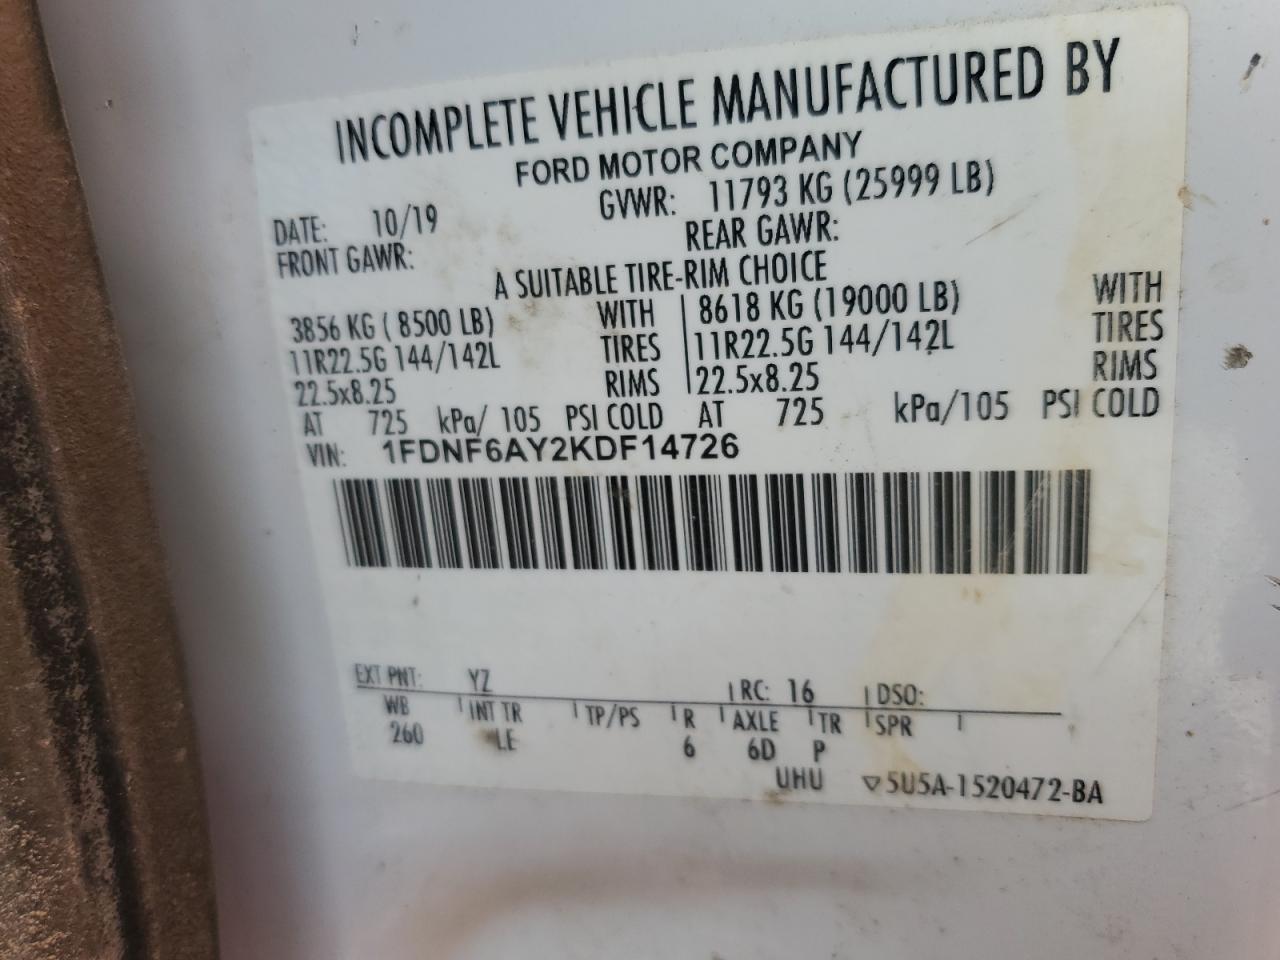 INCOMPLETE VEHICLE MANUFACTURED BY
FORD MOTOR COMPANY
DATE: 10/19 GVWR: 11793 KG (25999 LB)
FRONT GAWR: REAR GAWR:
A SUITABLE TIRE-RIM CHOICE
3856 KG ( 8500 LB) WITH 8618 KG (19000 LB) WITH
11R22.5G 144/142L TIRES 11R22.5G 144/142L TIRES
22.5x8.25 RIMS 22.5x8.25 RIMS
AT 725 kPa/ 105 PSI COLD AT 725 kPa/105 PSI COLD
VIN: 1FDNF6AY2KDF14726
EXT PNT: YZ RC: 16 DSO:
WB INT TR TP/PS R AXLE TR SPR
260 LE 6 6D P
UHU ▽5U5A-1520472-BA